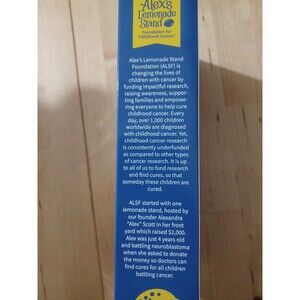 Alex's
Lemonade
Stand
Foundation for
Childhood Cancer
Alex's Lemonade Stand
Foundation (ALSF) is
changing the lives of
children with cancer by
funding impactful research,
raising awareness, suppor-
ting families and empowe-
ring everyone to help cure
childhood cancer. Every
day, over 1,000 children
worldwide are diagnosed
with childhood cancer. Yet,
childhood cancer research
is consistently underfunded
as compared to other types
of cancer research. It is up
to all of us to fund research
and find cures, so that
someday these children are
cured.
ALSF started with one
lemonade stand, hosted by
our founder Alexandra
"Alex" Scott in her front
yard which raised $2,000.
Alex was just 4 years old
and battling neuroblastoma
when she asked to donate
the money so doctors can
find cures for all children
battling cancer.